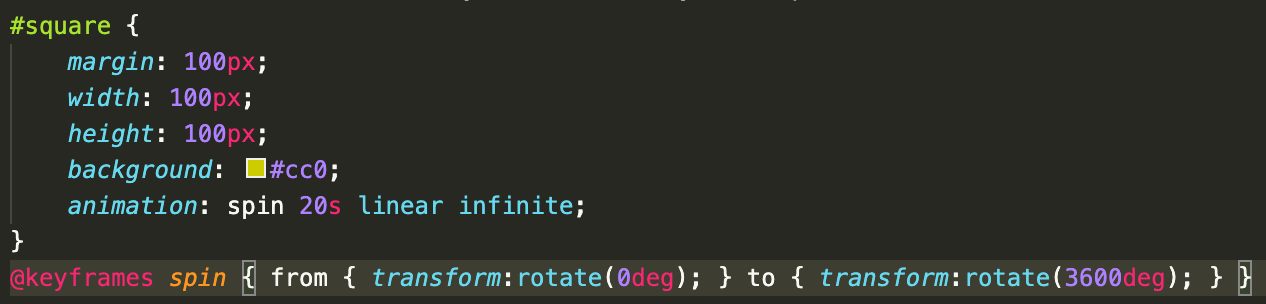 #square {
margin: 100px;
width: 100px;
height: 100px;
background: #cc0;
animation: spin 20s linear infinite;
}
@keyframes spin { from { transform:rotate(0deg); } to { transform:rotate(3600deg); } }